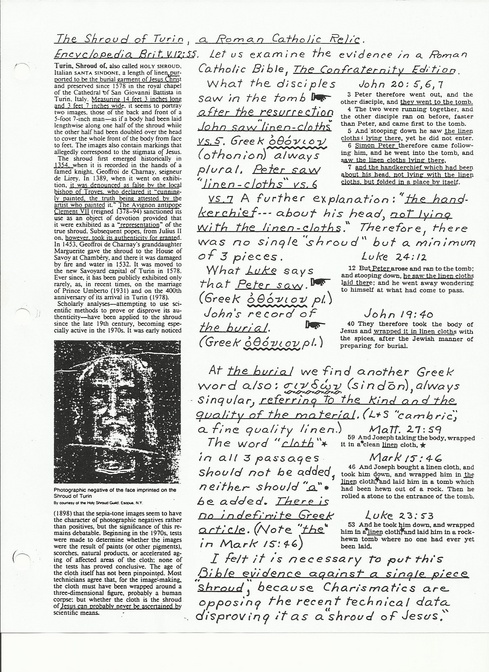 The Shroud of Turin, a Roman Catholic Relic.
Encyclopedia Brit. V.12:55.
Turin, Shroud of, also called HOLY SHROUD,
Italian SANTA SINDONE, a length of linen pur-
ported to be the burial garment of Jesus Christ
and preserved since 1578 in the royal chapel
of the Cathedral of San Giovanni Battista in
Turin, Italy. Measuring 14 feet 3 inches long
and 3 feet 7 inches wide, it seems to portray
two images, those of the back and front of a
5-foot 7-inch man—as if a body had been laid
lengthwise along one half of the shroud while
the other half had been doubled over the head
to cover the whole front of the body from face
to feet. The images also contain markings that
allegedly correspond to the stigmata of Jesus.
The shroud first emerged historically in
1354, when it is recorded in the hands of a
famed knight, Geoffroi de Charnay, seigneur
de Lirey. In 1389, when it went on exhibi-
tion, it was denounced as false by the local
bishop of Troyes, who declared it "cunning-
ly painted, the truth being attested by the
artist who painted it." The Avignon antipope
Clement VII (reigned 1378–94) sanctioned its
use as an object of devotion provided that
it were exhibited as a "representation" of the
true shroud. Subsequent popes, from Julius II
on, however, took its authenticity for granted.
In 1453, Geoffroi de Charnay's granddaughter
Marguerite gave the shroud to the House of
Savoy at Chambéry, and there it was damaged
by fire and water in 1532. It was moved to
the new Savoyard capital of Turin in 1578.
Ever since, it has been publicly exhibited only
rarely, as, in recent times, on the marriage
of Prince Umberto (1931) and on the 400th
anniversary of its arrival in Turin (1978).
Scholarly analyses—attempting to use sci-
entific methods to prove or disprove its au-
thenticity—have been applied to the shroud
since the late 19th century, becoming espe-
cially active in the 1970s. It was early noticed
Photographic negative of the face imprinted on the
Shroud of Turin
By courtesy of the Holy Shroud Guild, Esopus, N.Y.
(1898) that the sepia-tone images seem to have
the character of photographic negatives rather
than positives, but the significance of this re-
mains debatable. Beginning in the 1970s, tests
were made to determine whether the images
were the result of paints (or other pigments),
scorches, natural products, or accelerated ag-
ing of affected areas of the cloth; none of
the tests has proved conclusive. The age of
the cloth itself has not been pinpointed. Most
technicians agree that, for the image-making,
the cloth must have been wrapped around a
three-dimensional figure, probably a human
corpse; but whether the cloth is the shroud
of Jesus can probably never be ascertained by
scientific means.
Let us examine the evidence in a Roman
Catholic Bible, The Confraternity Edition.
What the disciples
saw in the tomb ☛
after the resurrection
John saw "linen-cloths"
vs.5. Greek ὀθόνιον
(othonion) always
plural. Peter saw
"linen-cloths" vs.6
John 20:5,6,7
3 Peter therefore went out, and the
other disciple, and they went to the tomb.
4 The two were running together, and
the other disciple ran on before, faster
than Peter, and came first to the tomb.
5 And stooping down he saw the linen
cloths lying there, yet he did not enter.
6 Simon Peter therefore came follow-
ing him, and he went into the tomb, and
saw the linen cloths lying there,
7 and the handkerchief which had been
about his head, not lying with the linen
cloths, but folded in a place by itself.
vs.7 A further explanation: "the hand-
kerchief--- about his head, not lying
with the linen-cloths." Therefore, there
was no single "shroud" but a minimum
of 3 pieces.
What Luke says
that Peter saw. ☛
(Greek ὀθόνιον pl.)
Luke 24:12
12 But Peter arose and ran to the tomb;
and stooping down, he saw the linen cloths
laid there; and he went away wondering
to himself at what had come to pass.
John's record of
the burial. ☛
(Greek ὀθόνιον pl.)
John 19:40
40 They therefore took the body of
Jesus and wrapped it in linen cloths with
the spices, after the Jewish manner of
preparing for burial.
At the burial we find another Greek
word also: σινδών (sindōn), always
singular, referring to the kind and the
quality of the material. (L+S "cambric,"
a fine quality linen.)
The word "cloth"*
in all 3 passages
should not be added,
neither should "a"*
be added. There is
no indefinite Greek
article. (Note "the"
in Mark 15:46)
Matt. 27:59
59 And Joseph taking the body, wrapped
it in a clean linen cloth, *
Mark 15:46
46 And Joseph bought a linen cloth, and
took him down, and wrapped him in the
linen cloth, and laid him in a tomb which
had been hewn out of a rock. Then he
rolled a stone to the entrance of the tomb.
Luke 23:53
53 And he took him down, and wrapped
him in a linen cloth, and laid him in a rock-
hewn tomb where no one had ever yet
been laid.
I felt it is necessary to put this
Bible evidence against a single piece
"Shroud", because Charismatics are
opposing the recent technical data
disproving it as a "shroud of Jesus."